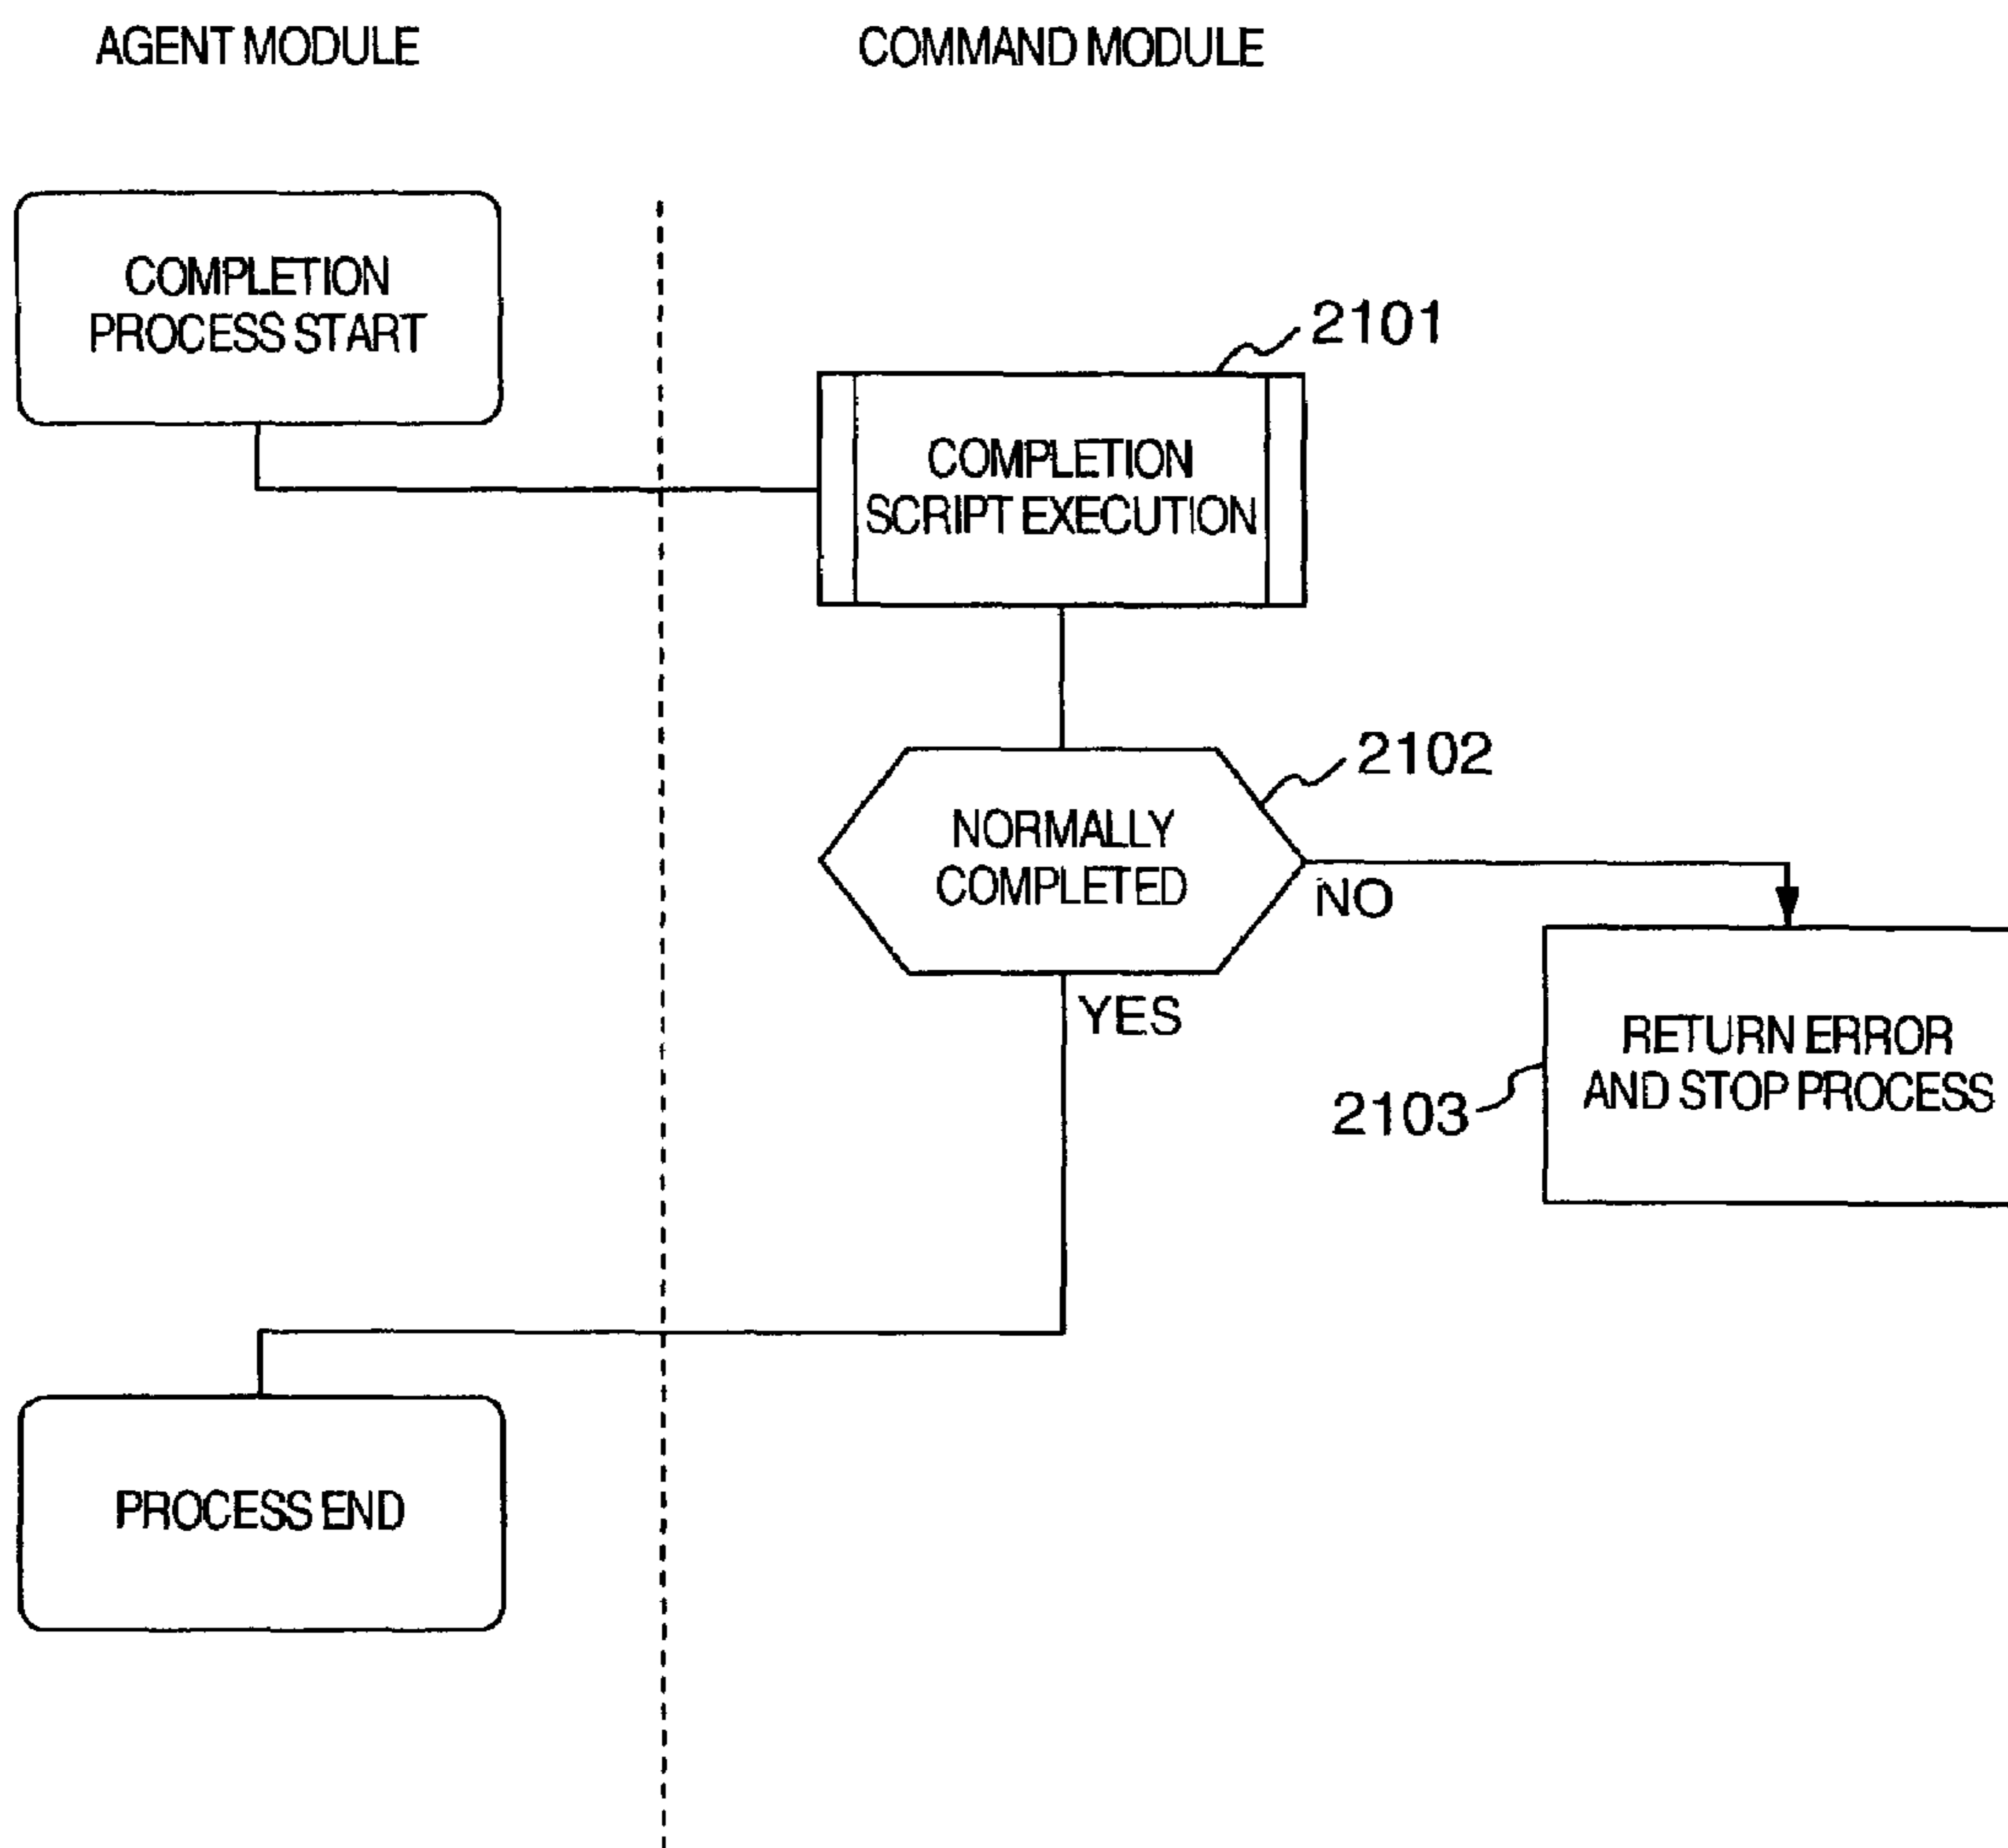 AGENT MODULE
COMMAND MODULE
COMPLETION
PROCESS START
2101
COMPLETION
SCRIPT EXECUTION
2102
NORMALLY
COMPLETED
NO
YES
RETURN ERROR
AND STOP PROCESS
2103
PROCESS END